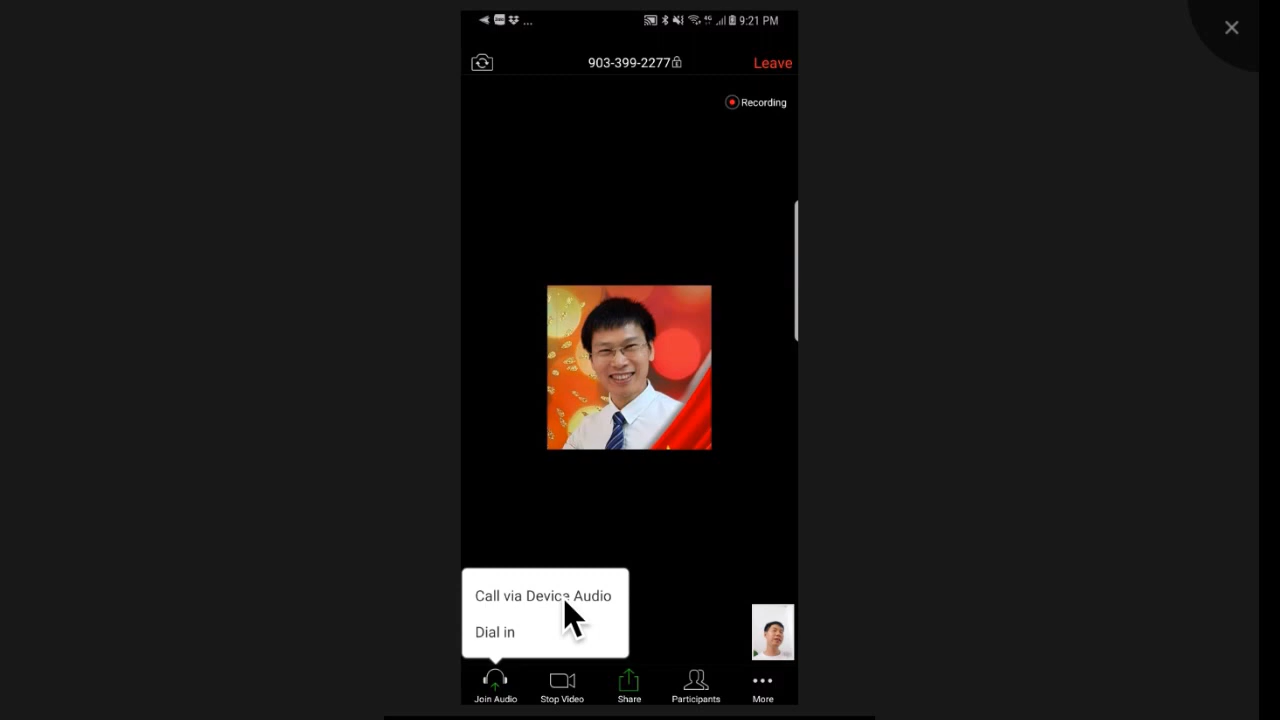 ... 4G 9:21 PM
903-399-2277 Leave
Recording
Call via Device Audio
Dial in
Join Audio Stop Video Share Participants More